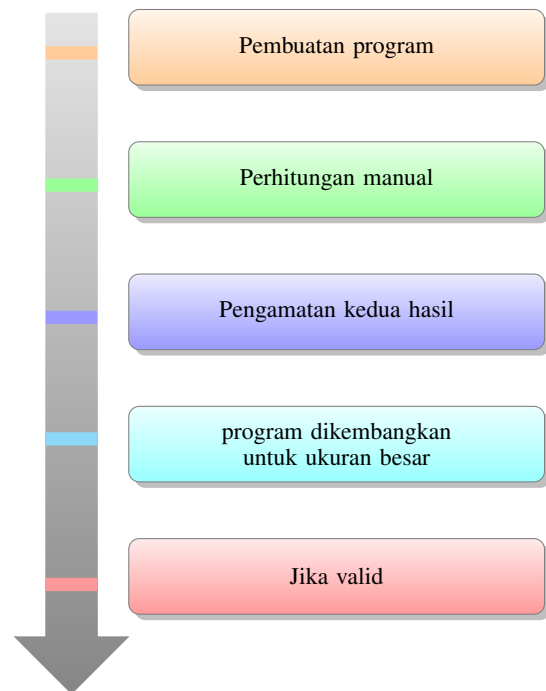 Pembuatan program
Perhitungan manual
Pengamatan kedua hasil
program dikembangkan
untuk ukuran besar
Jika valid